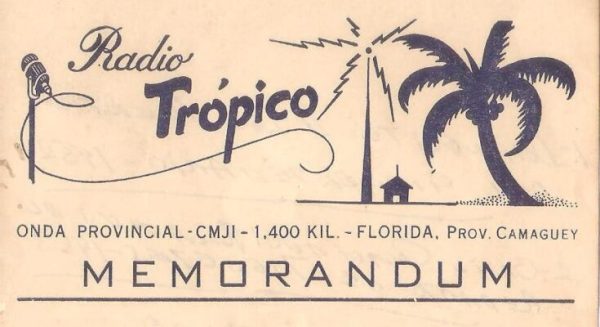 Radio
Trópico
ONDA PROVINCIAL - CMJI - 1,400 KIL. - FLORIDA, PROV. CAMAGUEY
MEMORANDUM